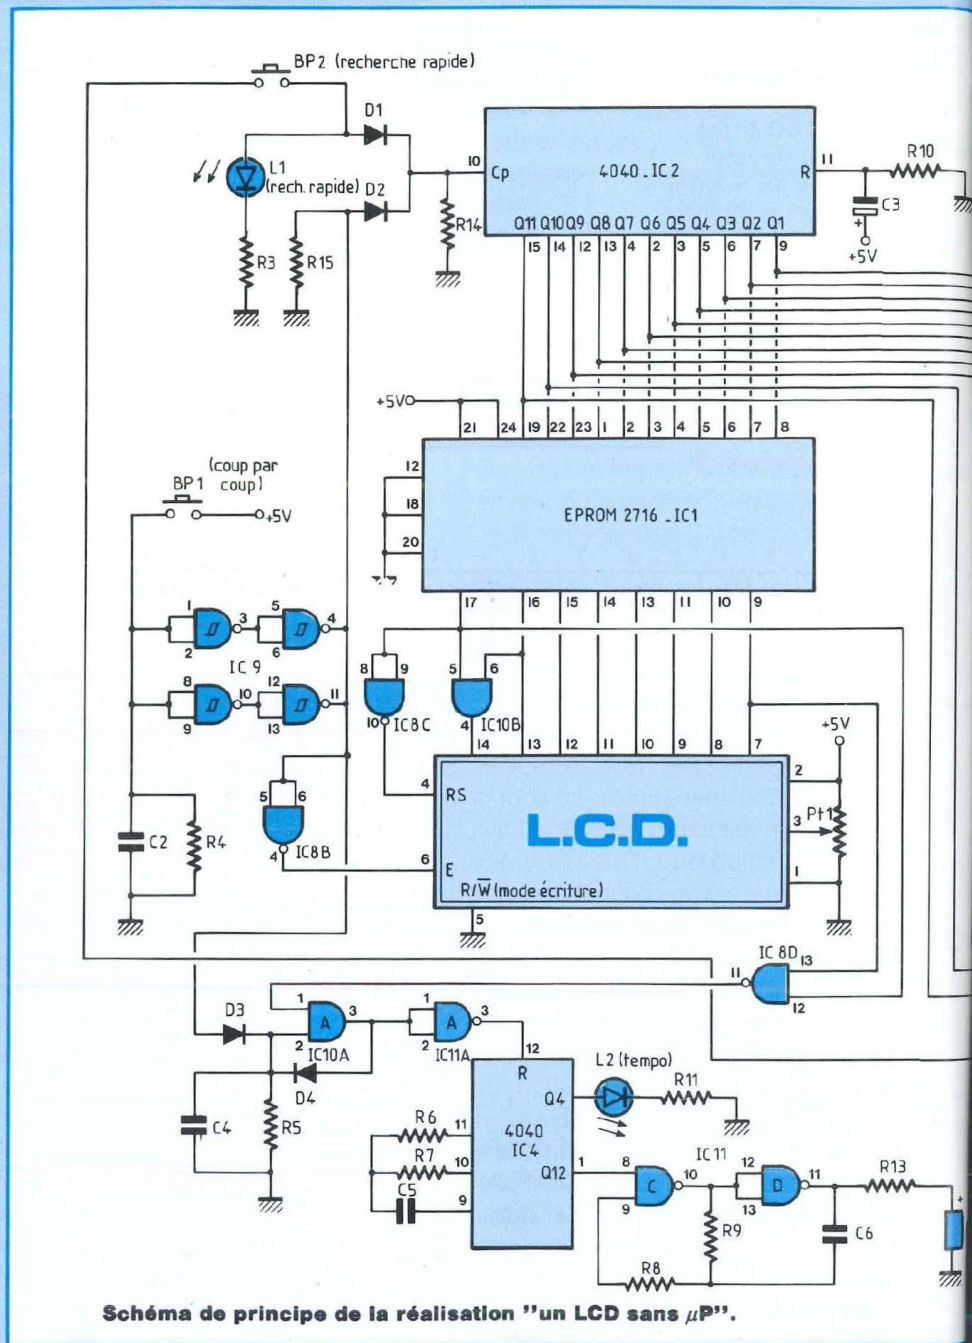 BP2 (recherche rapide)
D1
L1
(rech. rapide)
D2
R3
R15
R14
10 Cp
4040_IC2
R 11
R10
C3
+
+5V
Q11 Q10 Q9 Q8 Q7 Q6 Q5 Q4 Q3 Q2 Q1
15 14 12 13 4 2 3 5 6 7 9
+5V
21 24 19 22 23 1 2 3 4 5 6 7 8
12
18
20
EPROM 2716_IC1
17 16 15 14 13 11 10 9
(coup par
coup)
BP1
+5V
1
2
3
5
6
4
IC 9
8
9
10
12
13
11
8 9
10
IC8C
5 6
4
IC10B
14 13 12 11 10 9 8 7
+5V
4 RS
L.C.D.
2
3
Pt1
1
5 6
4
IC8B
6 E
R/W̅ (mode écriture)
5
C2
R4
IC 8D
11
13
12
D3
1
2
A
3
IC10A
1
2
A
3
IC11A
12
R
D4
C4
R5
R6
R7
C5
11
10
9
4040
IC4
Q4
Q12
L2 (tempo)
R11
1
8
9
C
10
IC11
12
13
D
11
R13
R9
R8
C6
+
Schéma de principe de la réalisation "un LCD sans µP".